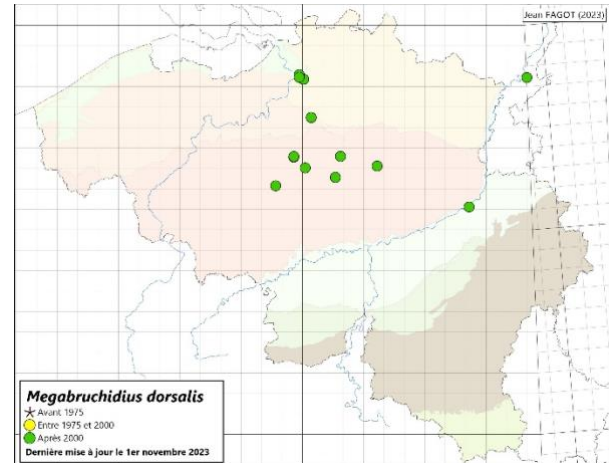 Jean FAGOT (2023)
Megabruchidius dorsalis
Avant 1975
Entre 1975 et 2000
Après 2000
Dernière mise à jour le 1er novembre 2023